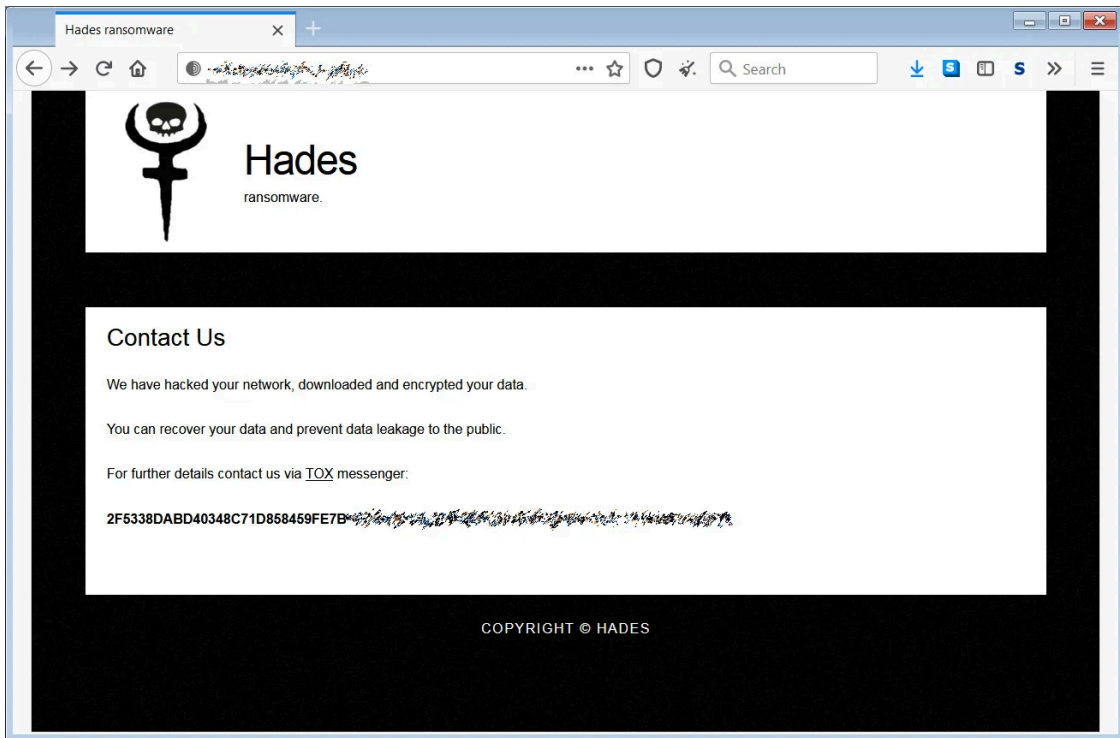 Hades ransomware
Search
Hades
ransomware.
Contact Us
We have hacked your network, downloaded and encrypted your data.
You can recover your data and prevent data leakage to the public.
For further details contact us via TOX messenger:
2F5338DABD40348C71D858459FE7B
COPYRIGHT © HADES